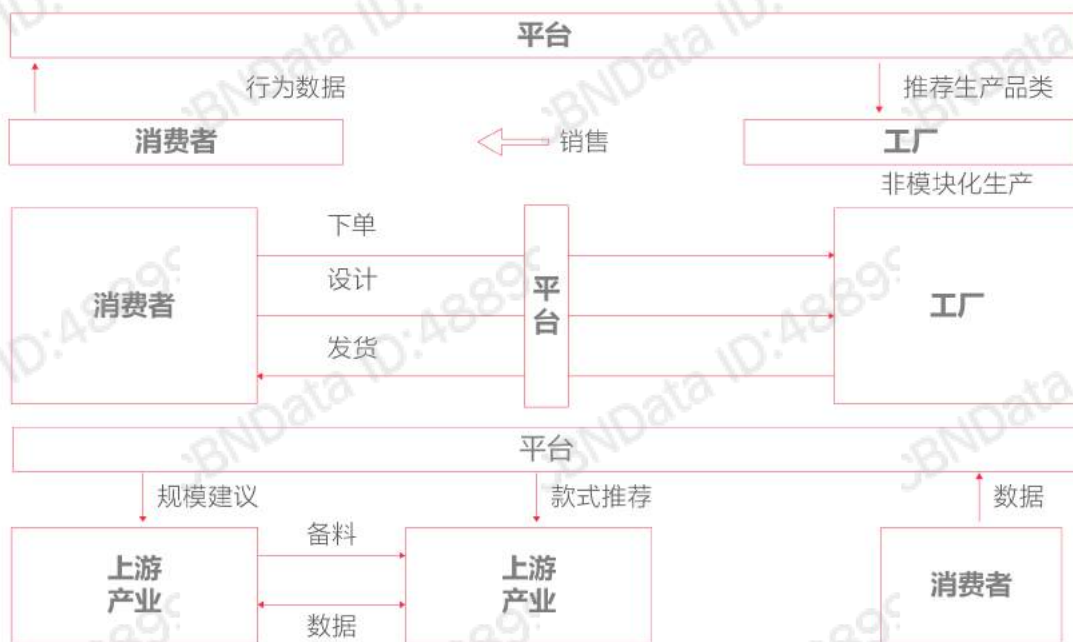 平台
行为数据
推荐生产品类
消费者
销售
工厂
非模块化生产
下单
设计
发货
消费者
平
台
工厂
平台
规模建议
款式推荐
数据
备料
上游
产业
上游
产业
消费者
数据
CBNData ID:48895